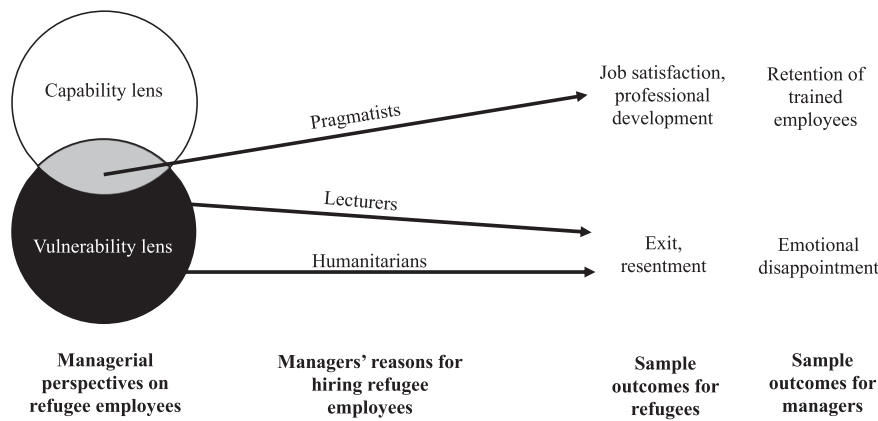 Capability lens
Vulnerability lens
Pragmatists
Lecturers
Humanitarians
Job satisfaction,
professional
development
Retention of
trained
employees
Exit,
resentment
Emotional
disappointment
Managerial
perspectives on
refugee employees
Managers’ reasons for
hiring refugee
employees
Sample
outcomes for
refugees
Sample
outcomes for
managers